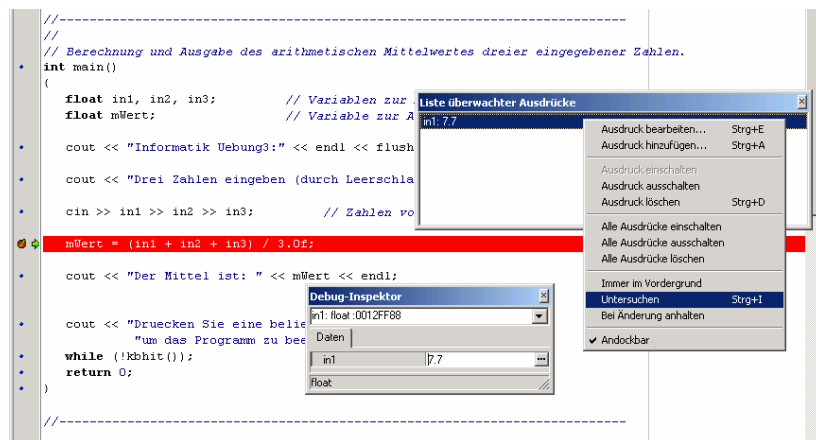 //---------------------------------------------------------------------------
//
// Berechnung und Ausgabe des arithmetischen Mittelwertes dreier eingegebener Zahlen.
int main()
{
float in1, in2, in3; // Variablen zur
float mWert; // Variable zur A
cout << "Informatik Uebung3:" << endl << flush
cout << "Drei Zahlen eingeben (durch Leerschla
cin >> in1 >> in2 >> in3; // Zahlen vo
mWert = (in1 + in2 + in3) / 3.0f;
cout << "Der Mittel ist: " << mWert << endl;
cout << "Druecken Sie eine belie
"um das Programm zu bee
while (!kbhit());
return 0;
}
//---------------------------------------------------------------------------
Liste überwachter Ausdrücke
in1: 7.7
Ausdruck bearbeiten... Strg+E
Ausdruck hinzufügen... Strg+A
Ausdruck einschalten
Ausdruck ausschalten
Ausdruck löschen Strg+D
Alle Ausdrücke einschalten
Alle Ausdrücke ausschalten
Alle Ausdrücke löschen
Immer im Vordergrund
Untersuchen Strg+I
Bei Änderung anhalten
Andockbar
Debug-Inspektor
in1: float :0012FF88
Daten
in1 7.7
float